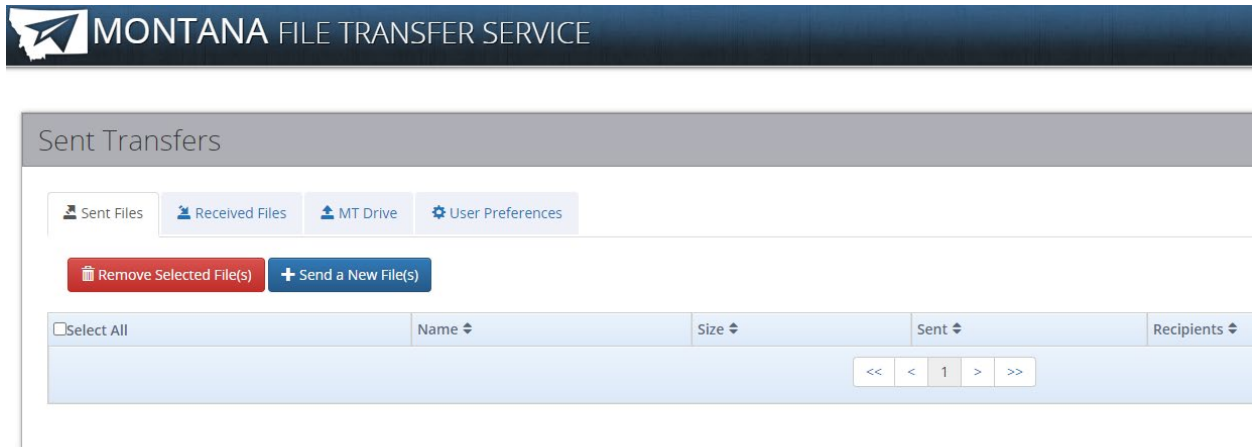 MONTANA FILE TRANSFER SERVICE
Sent Transfers
Sent Files Received Files MT Drive User Preferences
Remove Selected File(s) Send a New File(s)
Select All Name Size Sent Recipients
<< < 1 > >>